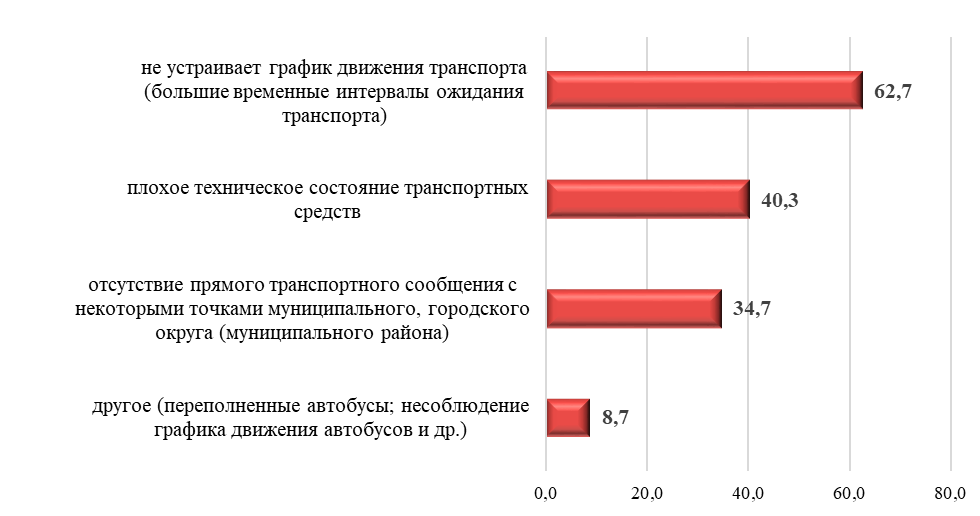 не устраивает график движения транспорта
(большие временные интервалы ожидания
транспорта)
62,7
плохое техническое состояние транспортных
средств
40,3
отсутствие прямого транспортного сообщения с
некоторыми точками муниципального, городского
округа (муниципального района)
34,7
другое (переполненные автобусы; несоблюдение
графика движения автобусов и др.)
8,7
0,0 20,0 40,0 60,0 80,0